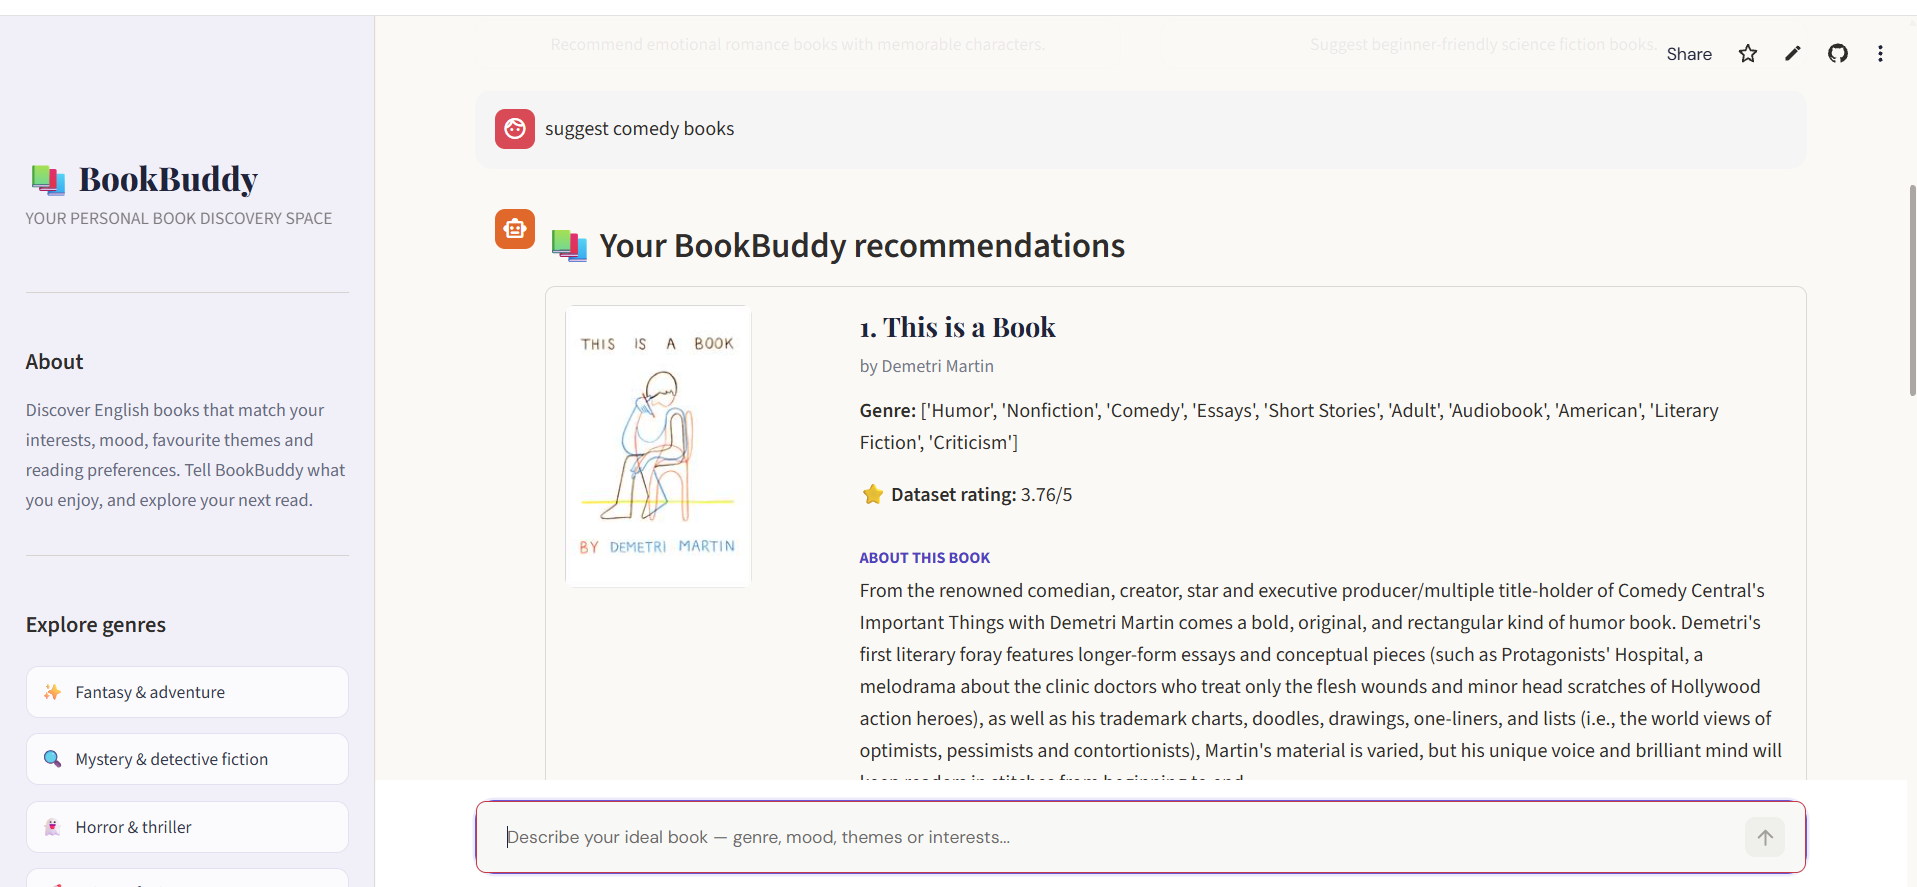 Recommend emotional romance books with memorable characters.
Suggest beginner-friendly science fiction books.
Share
suggest comedy books
BookBuddy
YOUR PERSONAL BOOK DISCOVERY SPACE
About
Discover English books that match your
interests, mood, favourite themes and
reading preferences. Tell BookBuddy what
you enjoy, and explore your next read.
Explore genres
Fantasy & adventure
Mystery & detective fiction
Horror & thriller
Your BookBuddy recommendations
THIS IS A BOOK
BY DEMETRI MARTIN
1. This is a Book
by Demetri Martin
Genre: ['Humor', 'Nonfiction', 'Comedy', 'Essays', 'Short Stories', 'Adult', 'Audiobook', 'American', 'Literary
Fiction', 'Criticism']
Dataset rating: 3.76/5
ABOUT THIS BOOK
From the renowned comedian, creator, star and executive producer/multiple title-holder of Comedy Central's
Important Things with Demetri Martin comes a bold, original, and rectangular kind of humor book. Demetri's
first literary foray features longer-form essays and conceptual pieces (such as Protagonists' Hospital, a
melodrama about the clinic doctors who treat only the flesh wounds and minor head scratches of Hollywood
action heroes), as well as his trademark charts, doodles, drawings, one-liners, and lists (i.e., the world views of
optimists, pessimists and contortionists), Martin's material is varied, but his unique voice and brilliant mind will
keep readers in stitches from beginning to end.
Describe your ideal book — genre, mood, themes or interests...